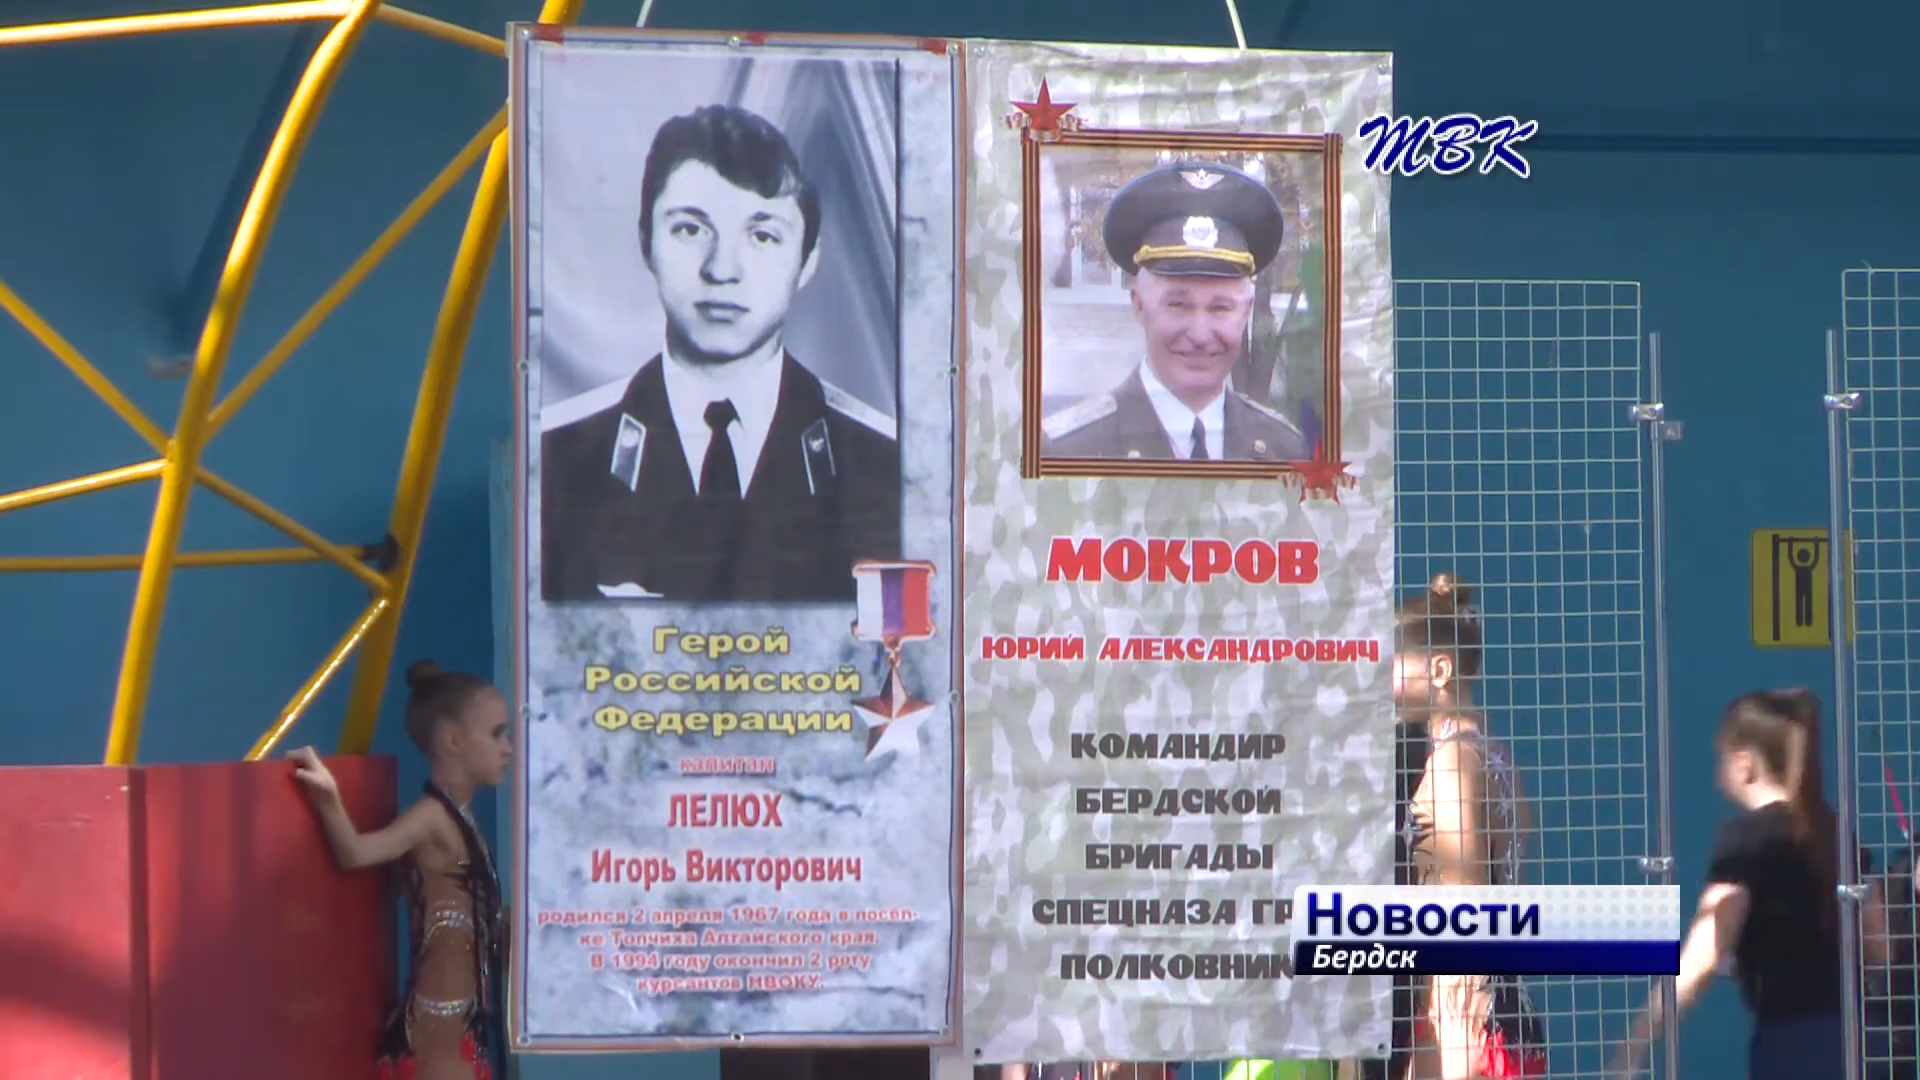 ТВК
Герой
Российской
Федерации
капитан
ЛЕЛЮХ
Игорь Викторович
родился 2 апреля 1967 года в посёл-
ке Топчиха Алтайского края.
В 1994 году окончил 2 роту
курсантов НВОКУ.
МОКРОВ
ЮРИЙ АЛЕКСАНДРОВИЧ
КОМАНДИР
БЕРДСКОЙ
БРИГАДЫ
СПЕЦНАЗА ГР
ПОЛКОВНИК
Новости
Бердск